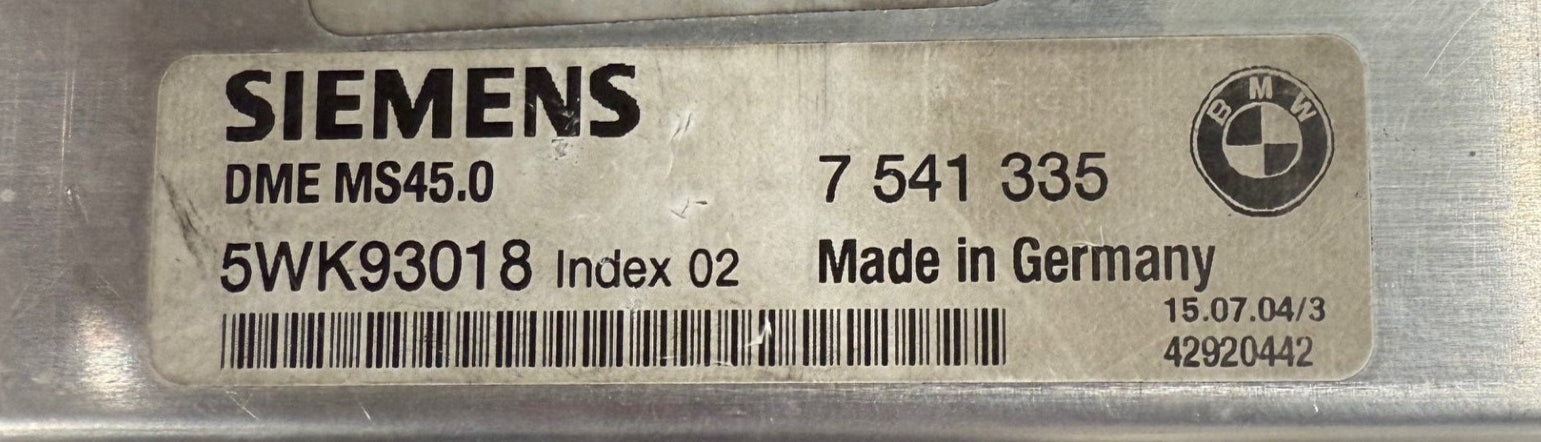 SIEMENS
DME MS45.0
7 541 335
BMW
5WK93018 Index 02
Made in Germany
15.07.04/3
42920442